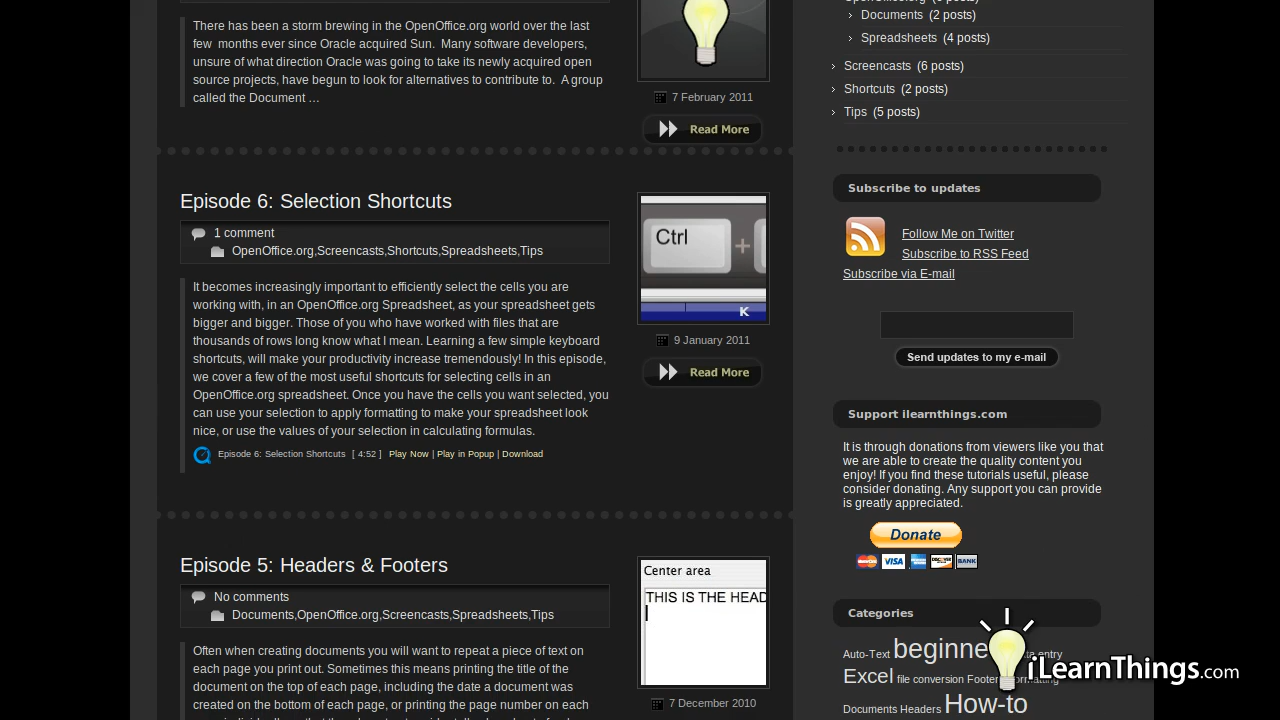 There has been a storm brewing in the OpenOffice.org world over the last
few months ever since Oracle acquired Sun. Many software developers,
unsure of what direction Oracle was going to take its newly acquired open
source projects, have begun to look for alternatives to contribute to. A group
called the Document …
7 February 2011
Read More
Episode 6: Selection Shortcuts
1 comment
OpenOffice.org,Screencasts,Shortcuts,Spreadsheets,Tips
It becomes increasingly important to efficiently select the cells you are
working with, in an OpenOffice.org Spreadsheet, as your spreadsheet gets
bigger and bigger. Those of you who have worked with files that are
thousands of rows long know what I mean. Learning a few simple keyboard
shortcuts, will make your productivity increase tremendously! In this episode,
we cover a few of the most useful shortcuts for selecting cells in an
OpenOffice.org spreadsheet. Once you have the cells you want selected, you
can use your selection to apply formatting to make your spreadsheet look
nice, or use the values of your selection in calculating formulas.
Episode 6: Selection Shortcuts [ 4:52 ] Play Now | Play in Popup | Download
Ctrl +
K
9 January 2011
Read More
Episode 5: Headers & Footers
No comments
Documents,OpenOffice.org,Screencasts,Spreadsheets,Tips
Often when creating documents you will want to repeat a piece of text on
each page you print out. Sometimes this means printing the title of the
document on the top of each page, including the date a document was
created on the bottom of each page, or printing the page number on each
Center area
THIS IS THE HEAD
7 December 2010
Documents (2 posts)
Spreadsheets (4 posts)
Screencasts (6 posts)
Shortcuts (2 posts)
Tips (5 posts)
Subscribe to updates
Follow Me on Twitter
Subscribe to RSS Feed
Subscribe via E-mail
Send updates to my e-mail
Support ilearnthings.com
It is through donations from viewers like you that
we are able to create the quality content you
enjoy! If you find these tutorials useful, please
consider donating. Any support you can provide
is greatly appreciated.
Donate
MasterCard VISA DISCOVER BANK
Categories
Auto-Text beginne entry
Excel file conversion Footer
Documents Headers How-to
iLearnThings.com